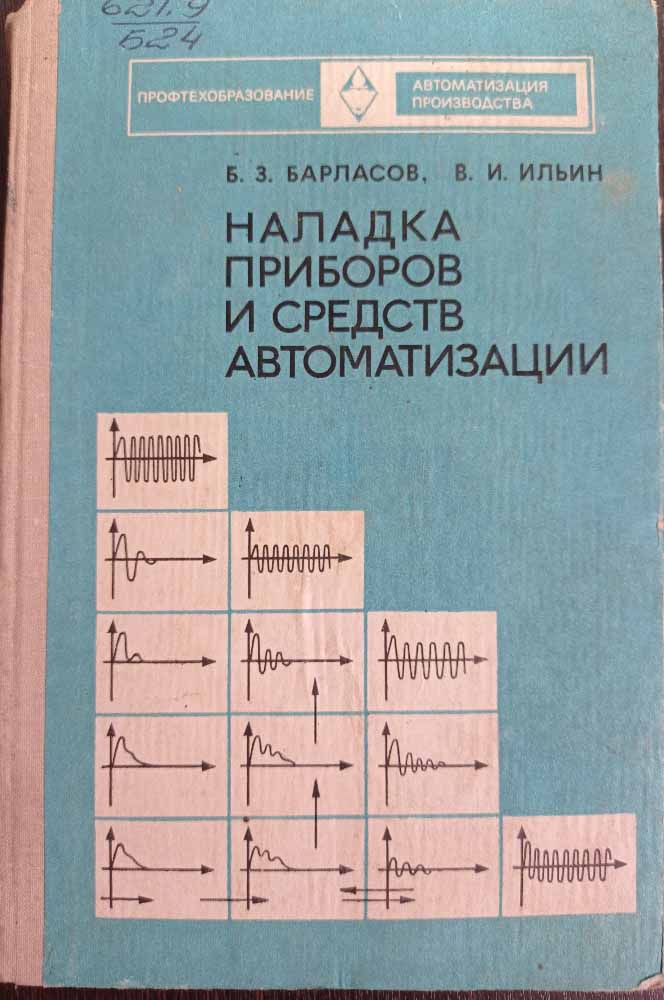 621.9
Б24
ПРОФТЕХОБРАЗОВАНИЕ
АВТОМАТИЗАЦИЯ
ПРОИЗВОДСТВА
Б. З. БАРЛАСОВ, В. И. ИЛЬИН
НАЛАДКА
ПРИБОРОВ
И СРЕДСТВ
АВТОМАТИЗАЦИИ